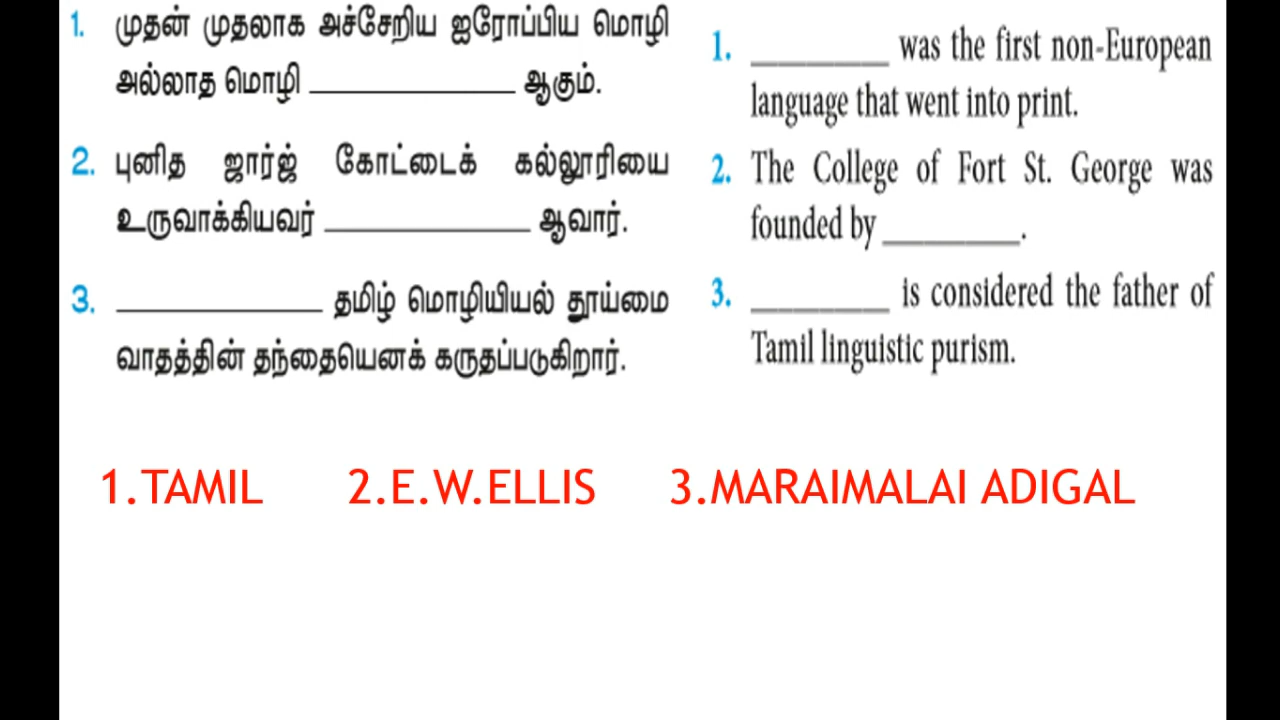 1. முதன் முதலாக அச்சேறிய ஐரோப்பிய மொழி
அல்லாத மொழி ____________ ஆகும்.
2. புனித ஜார்ஜ் கோட்டைக் கல்லூரியை
உருவாக்கியவர் ____________ ஆவார்.
3. ____________ தமிழ் மொழியியல் தூய்மை
வாதத்தின் தந்தையெனக் கருதப்படுகிறார்.
1. _________ was the first non-European
language that went into print.
2. The College of Fort St. George was
founded by _________.
3. _________ is considered the father of
Tamil linguistic purism.
1.TAMIL 2.E.W.ELLIS 3.MARAIMALAI ADIGAL